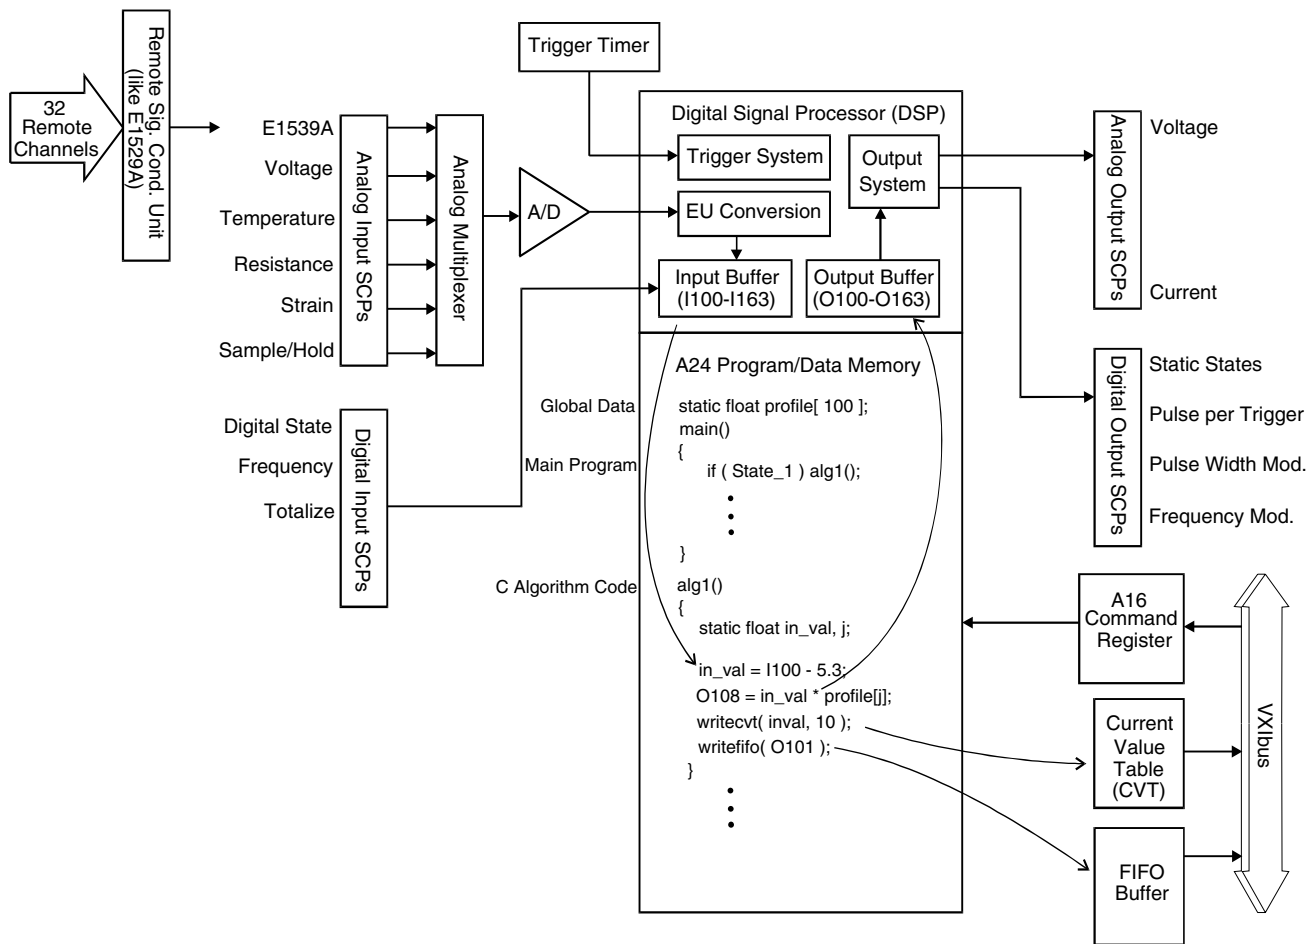 Trigger Timer
32
Remote
Channels
Remote Sig. Cond. Unit
(like E1529A)
E1539A
Voltage
Temperature
Resistance
Strain
Sample/Hold
Analog Input SCPs
Analog Multiplexer
A/D
Digital State
Frequency
Totalize
Digital Input SCPs
Digital Signal Processor (DSP)
Trigger System
EU Conversion
Input Buffer
(I100-I163)
Output
System
Output Buffer
(O100-O163)
Analog Output SCPs
Voltage
Current
Digital Output SCPs
Static States
Pulse per Trigger
Pulse Width Mod.
Frequency Mod.
A24 Program/Data Memory
Global Data
static float profile[ 100 ];
main()
{
Main Program
if ( State_1 ) alg1();
}
C Algorithm Code
alg1()
{
static float in_val, j;
in_val = I100 - 5.3;
O108 = in_val * profile[j];
writecvt( inval, 10 );
writefifo( O101 );
}
A16
Command
Register
Current
Value
Table
(CVT)
FIFO
Buffer
VXIbus